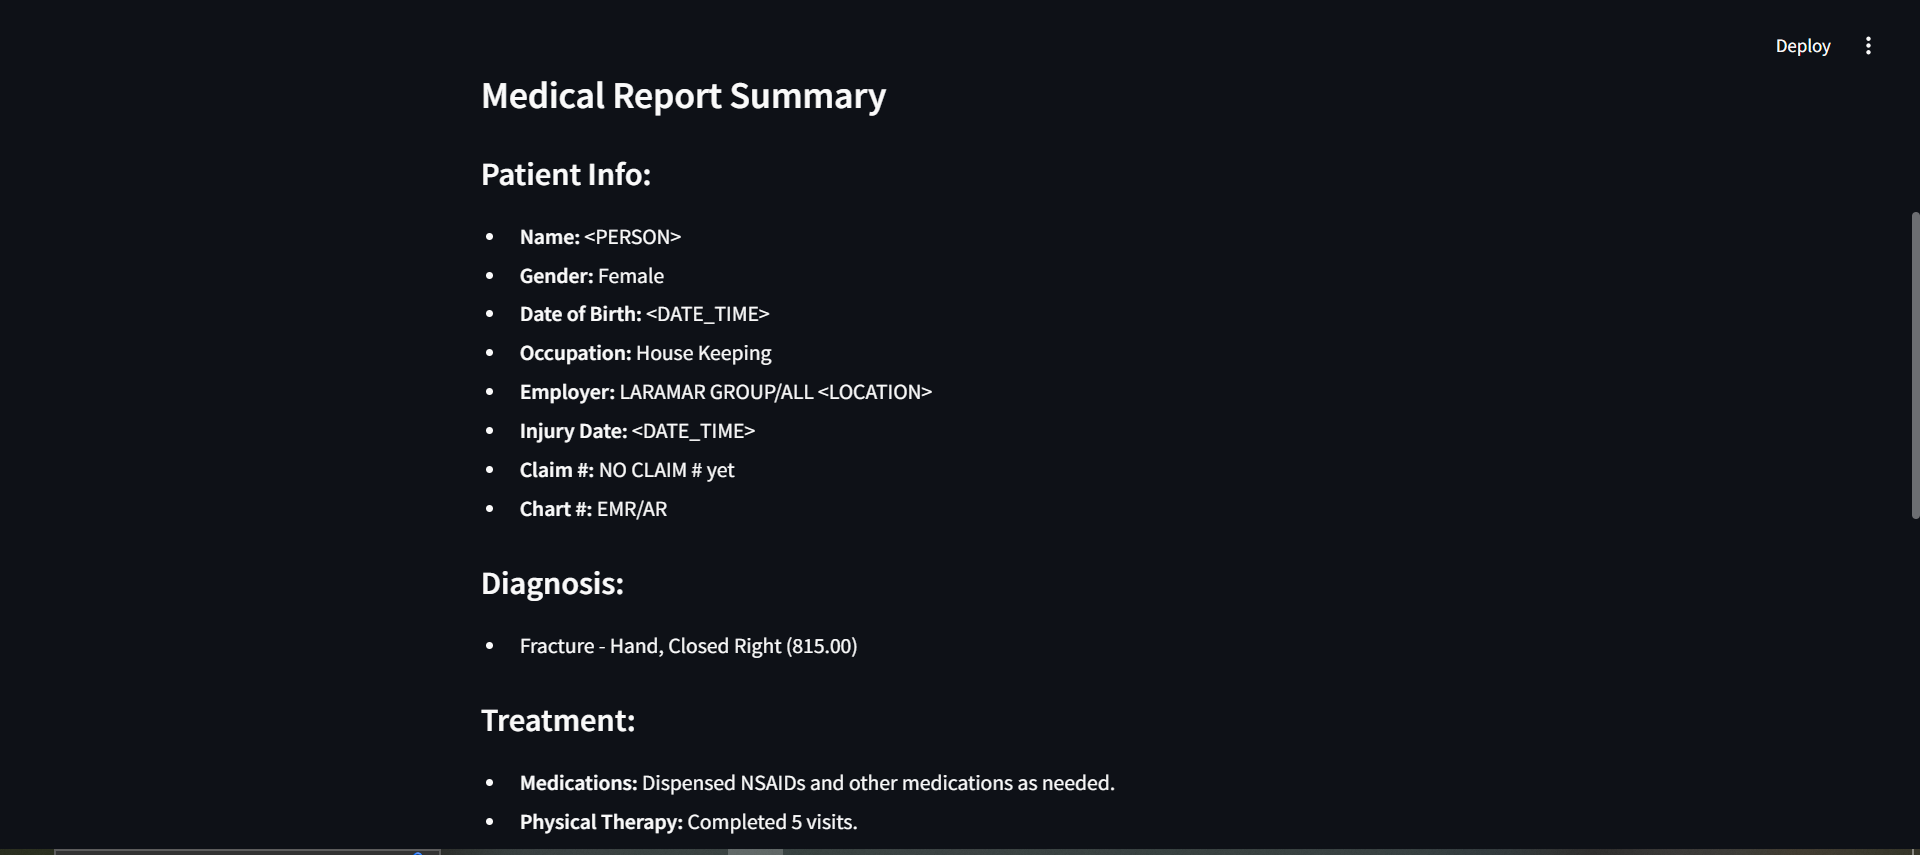 Deploy
Medical Report Summary
Patient Info:
Name: <PERSON>
Gender: Female
Date of Birth: <DATE_TIME>
Occupation: House Keeping
Employer: LARAMAR GROUP/ALL <LOCATION>
Injury Date: <DATE_TIME>
Claim #: NO CLAIM # yet
Chart #: EMR/AR
Diagnosis:
Fracture - Hand, Closed Right (815.00)
Treatment:
Medications: Dispensed NSAIDs and other medications as needed.
Physical Therapy: Completed 5 visits.